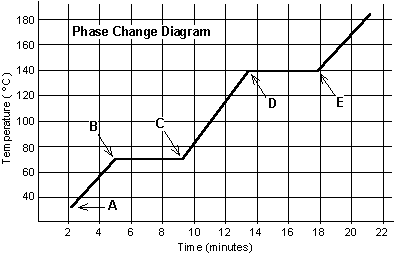 Phase Change Diagram
Temperature ( °C)
180
160
140
120
100
80
60
40
A
B
C
D
E
2 4 6 8 10 12 14 16 18 20 22
Time (minutes)